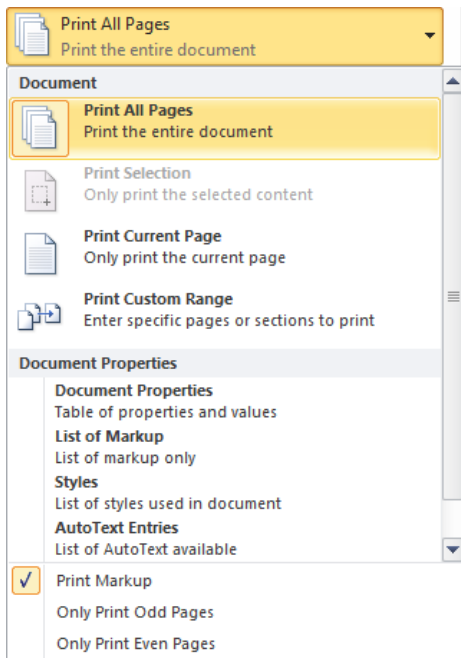 Print All Pages
Print the entire document
Document
Print All Pages
Print the entire document
Print Selection
Only print the selected content
Print Current Page
Only print the current page
Print Custom Range
Enter specific pages or sections to print
Document Properties
Document Properties
Table of properties and values
List of Markup
List of markup only
Styles
List of styles used in document
AutoText Entries
List of AutoText available
Print Markup
Only Print Odd Pages
Only Print Even Pages